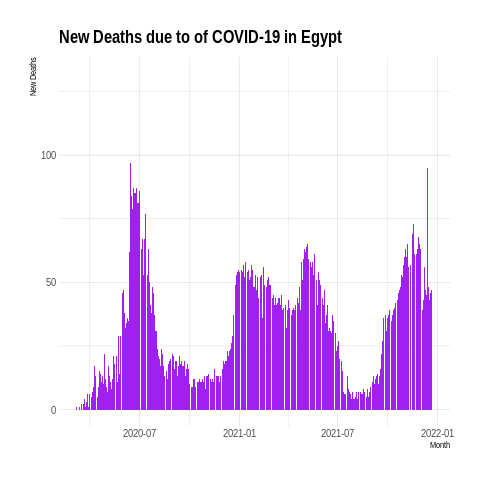 New Deaths due to of COVID-19 in Egypt
New Deaths
100
50
0
2020-07 2021-01 2021-07 2022-01
Month